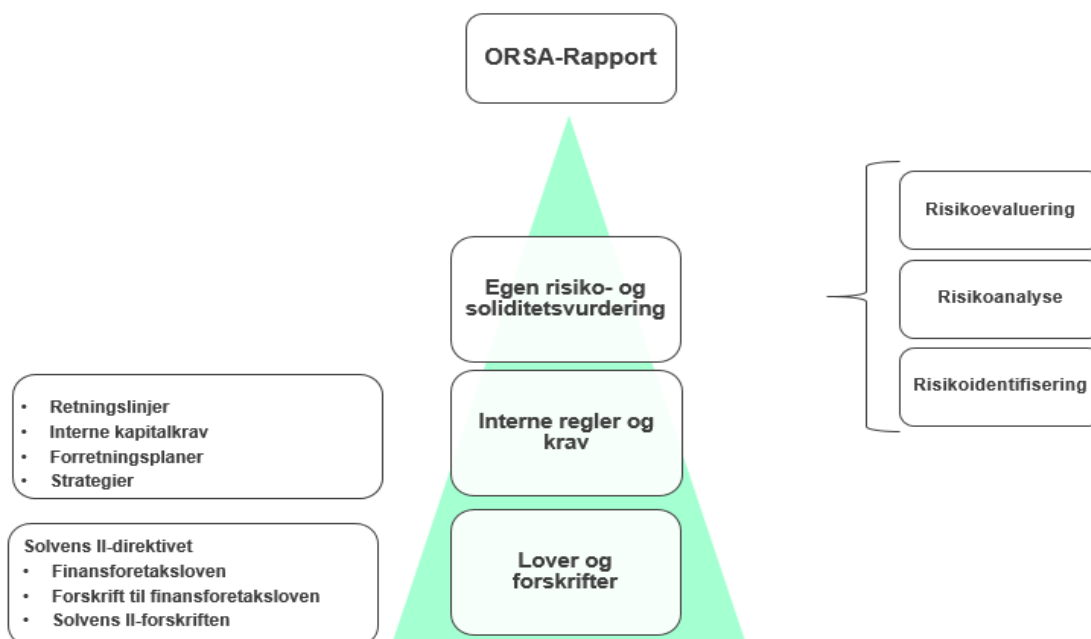 ORSA-Rapport
Egen risiko- og
soliditetsvurdering
Risikoevaluering
Risikoanalyse
Risikoidentifisering
Interne regler og
krav
• Retningslinjer
• Interne kapitalkrav
• Forretningsplaner
• Strategier
Lover og
forskrifter
Solvens II-direktivet
• Finansforetaksloven
• Forskrift til finansforetaksloven
• Solvens II-forskriften